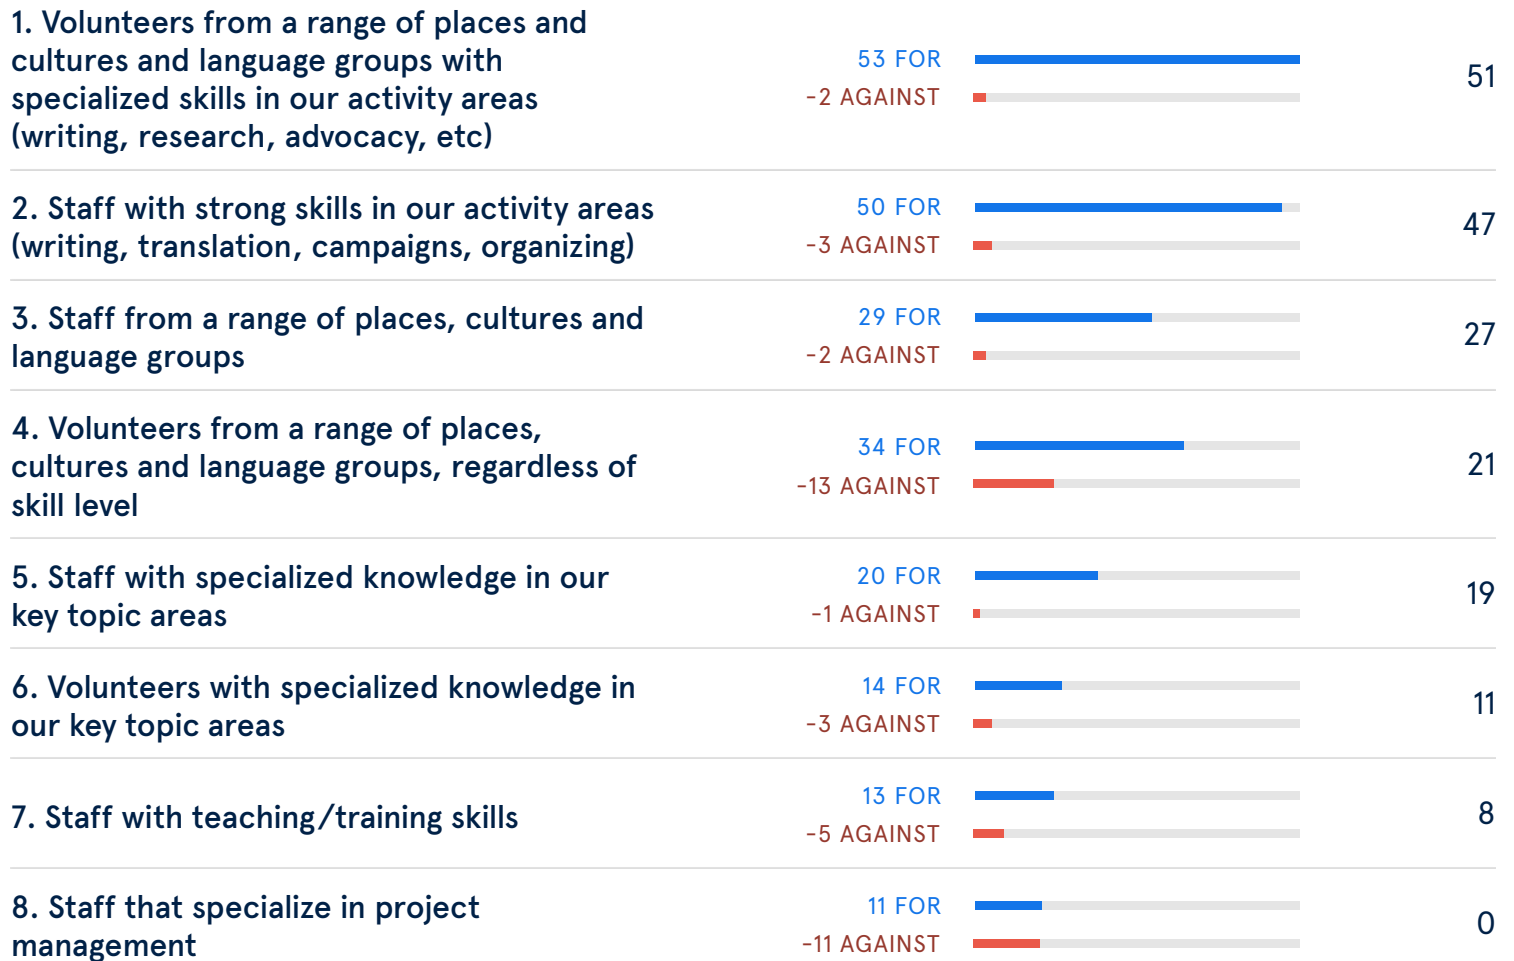 1. Volunteers from a range of places and
cultures and language groups with
specialized skills in our activity areas
(writing, research, advocacy, etc)
53 FOR
-2 AGAINST
51
2. Staff with strong skills in our activity areas
(writing, translation, campaigns, organizing)
50 FOR
-3 AGAINST
47
3. Staff from a range of places, cultures and
language groups
29 FOR
-2 AGAINST
27
4. Volunteers from a range of places,
cultures and language groups, regardless of
skill level
34 FOR
-13 AGAINST
21
5. Staff with specialized knowledge in our
key topic areas
20 FOR
-1 AGAINST
19
6. Volunteers with specialized knowledge in
our key topic areas
14 FOR
-3 AGAINST
11
7. Staff with teaching/training skills
13 FOR
-5 AGAINST
8
8. Staff that specialize in project
management
11 FOR
-11 AGAINST
0